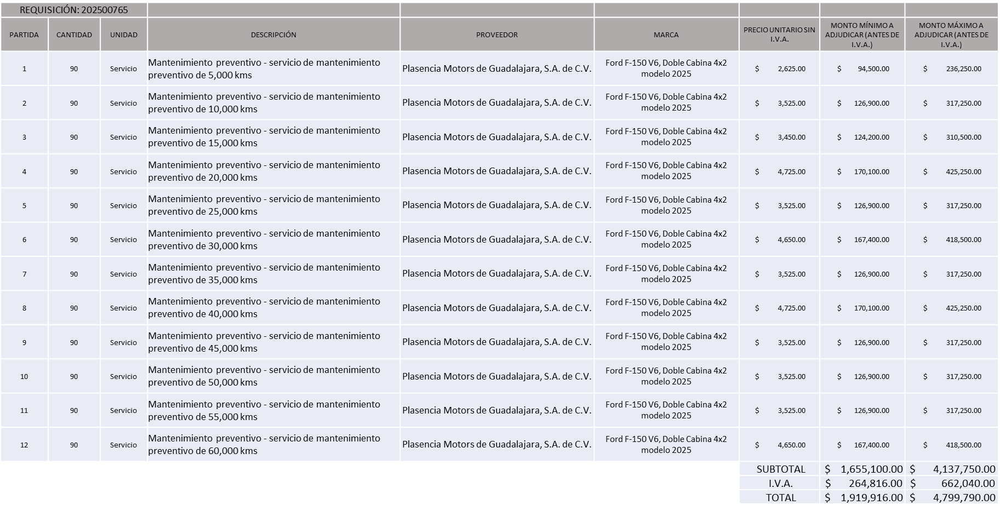 REQUISICIÓN: 202500765
PARTIDA CANTIDAD UNIDAD DESCRIPCIÓN PROVEEDOR MARCA PRECIO UNITARIO SIN I.V.A. MONTO MÍNIMO A ADJUDICAR (ANTES DE I.V.A.) MONTO MÁXIMO A ADJUDICAR (ANTES DE I.V.A.)
1 90 Servicio Mantenimiento preventivo - servicio de mantenimiento preventivo de 5,000 kms Plasencia Motors de Guadalajara, S.A. de C.V. Ford F-150 V6, Doble Cabina 4x2 modelo 2025 $ 2,625.00 $ 94,500.00 $ 236,250.00
2 90 Servicio Mantenimiento preventivo - servicio de mantenimiento preventivo de 10,000 kms Plasencia Motors de Guadalajara, S.A. de C.V. Ford F-150 V6, Doble Cabina 4x2 modelo 2025 $ 3,525.00 $ 126,900.00 $ 317,250.00
3 90 Servicio Mantenimiento preventivo - servicio de mantenimiento preventivo de 15,000 kms Plasencia Motors de Guadalajara, S.A. de C.V. Ford F-150 V6, Doble Cabina 4x2 modelo 2025 $ 3,450.00 $ 124,200.00 $ 310,500.00
4 90 Servicio Mantenimiento preventivo - servicio de mantenimiento preventivo de 20,000 kms Plasencia Motors de Guadalajara, S.A. de C.V. Ford F-150 V6, Doble Cabina 4x2 modelo 2025 $ 4,725.00 $ 170,100.00 $ 425,250.00
5 90 Servicio Mantenimiento preventivo - servicio de mantenimiento preventivo de 25,000 kms Plasencia Motors de Guadalajara, S.A. de C.V. Ford F-150 V6, Doble Cabina 4x2 modelo 2025 $ 3,525.00 $ 126,900.00 $ 317,250.00
6 90 Servicio Mantenimiento preventivo - servicio de mantenimiento preventivo de 30,000 kms Plasencia Motors de Guadalajara, S.A. de C.V. Ford F-150 V6, Doble Cabina 4x2 modelo 2025 $ 4,650.00 $ 167,400.00 $ 418,500.00
7 90 Servicio Mantenimiento preventivo - servicio de mantenimiento preventivo de 35,000 kms Plasencia Motors de Guadalajara, S.A. de C.V. Ford F-150 V6, Doble Cabina 4x2 modelo 2025 $ 3,525.00 $ 126,900.00 $ 317,250.00
8 90 Servicio Mantenimiento preventivo - servicio de mantenimiento preventivo de 40,000 kms Plasencia Motors de Guadalajara, S.A. de C.V. Ford F-150 V6, Doble Cabina 4x2 modelo 2025 $ 4,725.00 $ 170,100.00 $ 425,250.00
9 90 Servicio Mantenimiento preventivo - servicio de mantenimiento preventivo de 45,000 kms Plasencia Motors de Guadalajara, S.A. de C.V. Ford F-150 V6, Doble Cabina 4x2 modelo 2025 $ 3,525.00 $ 126,900.00 $ 317,250.00
10 90 Servicio Mantenimiento preventivo - servicio de mantenimiento preventivo de 50,000 kms Plasencia Motors de Guadalajara, S.A. de C.V. Ford F-150 V6, Doble Cabina 4x2 modelo 2025 $ 3,525.00 $ 126,900.00 $ 317,250.00
11 90 Servicio Mantenimiento preventivo - servicio de mantenimiento preventivo de 55,000 kms Plasencia Motors de Guadalajara, S.A. de C.V. Ford F-150 V6, Doble Cabina 4x2 modelo 2025 $ 3,525.00 $ 126,900.00 $ 317,250.00
12 90 Servicio Mantenimiento preventivo - servicio de mantenimiento preventivo de 60,000 kms Plasencia Motors de Guadalajara, S.A. de C.V. Ford F-150 V6, Doble Cabina 4x2 modelo 2025 $ 4,650.00 $ 167,400.00 $ 418,500.00
SUBTOTAL $ 1,655,100.00 $ 4,137,750.00
I.V.A. $ 264,816.00 $ 662,040.00
TOTAL $ 1,919,916.00 $ 4,799,790.00